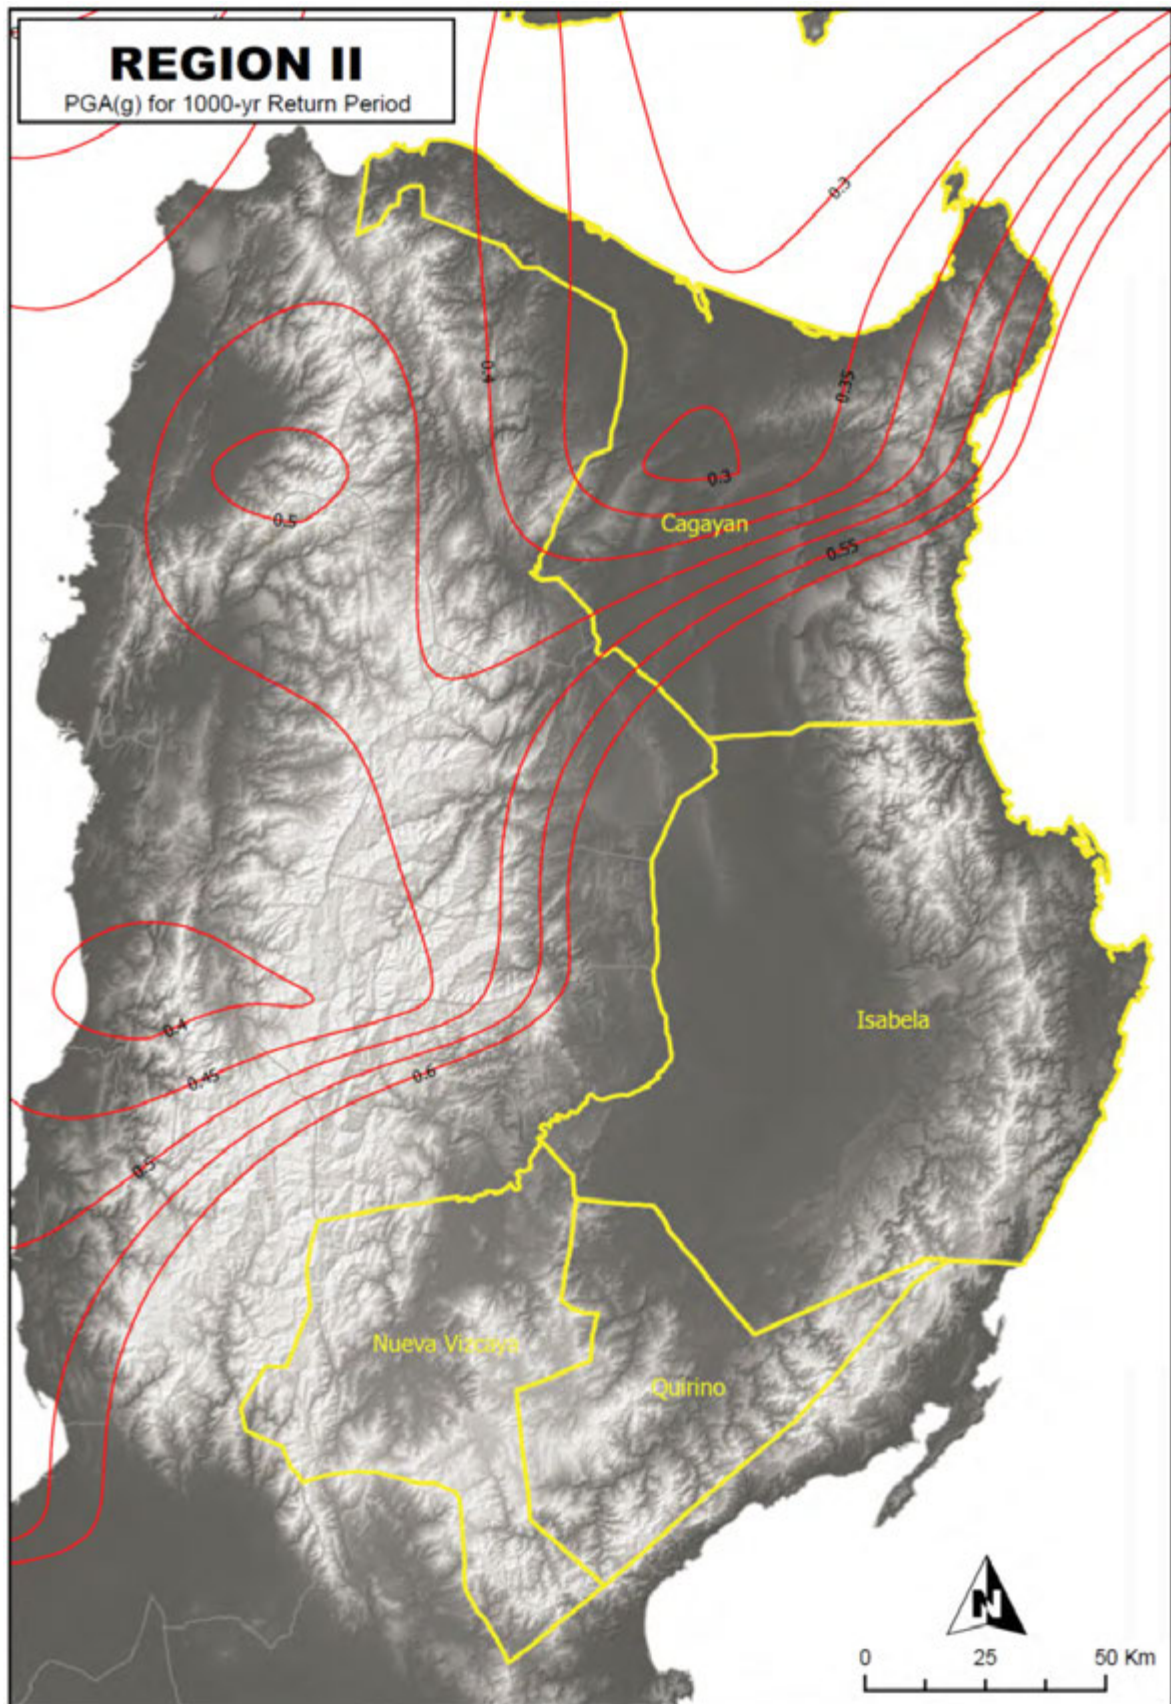 REGION II
PGA(g) for 1000-yr Return Period
0.3
0.4
0.35
0.3
0.5
Cagayan
0.55
Isabela
0.4
0.45
0.6
0.5
Nueva Vizcaya
Quirino
N
0 25 50 Km